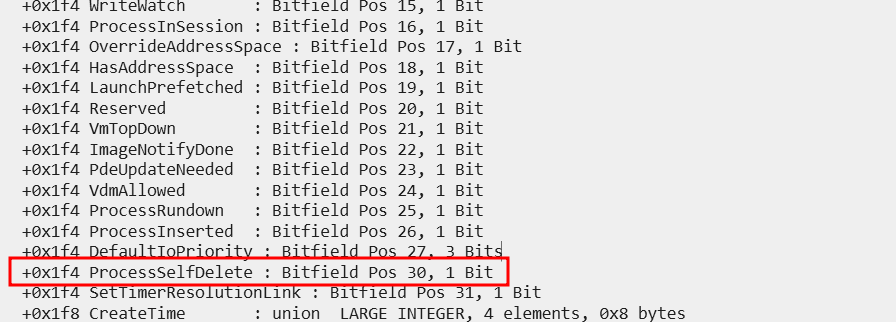 +0x1f4 WriteWatch : Bitfield Pos 15, 1 Bit
+0x1f4 ProcessInSession : Bitfield Pos 16, 1 Bit
+0x1f4 OverrideAddressSpace : Bitfield Pos 17, 1 Bit
+0x1f4 HasAddressSpace : Bitfield Pos 18, 1 Bit
+0x1f4 LaunchPrefetched : Bitfield Pos 19, 1 Bit
+0x1f4 Reserved : Bitfield Pos 20, 1 Bit
+0x1f4 VmTopDown : Bitfield Pos 21, 1 Bit
+0x1f4 ImageNotifyDone : Bitfield Pos 22, 1 Bit
+0x1f4 PdeUpdateNeeded : Bitfield Pos 23, 1 Bit
+0x1f4 VdmAllowed : Bitfield Pos 24, 1 Bit
+0x1f4 ProcessRundown : Bitfield Pos 25, 1 Bit
+0x1f4 ProcessInserted : Bitfield Pos 26, 1 Bit
+0x1f4 DefaultIoPriority : Bitfield Pos 27, 3 Bits
+0x1f4 ProcessSelfDelete : Bitfield Pos 30, 1 Bit
+0x1f4 SetTimerResolutionLink : Bitfield Pos 31, 1 Bit
+0x1f8 CreateTime : union LARGE INTEGER, 4 elements, 0x8 bytes